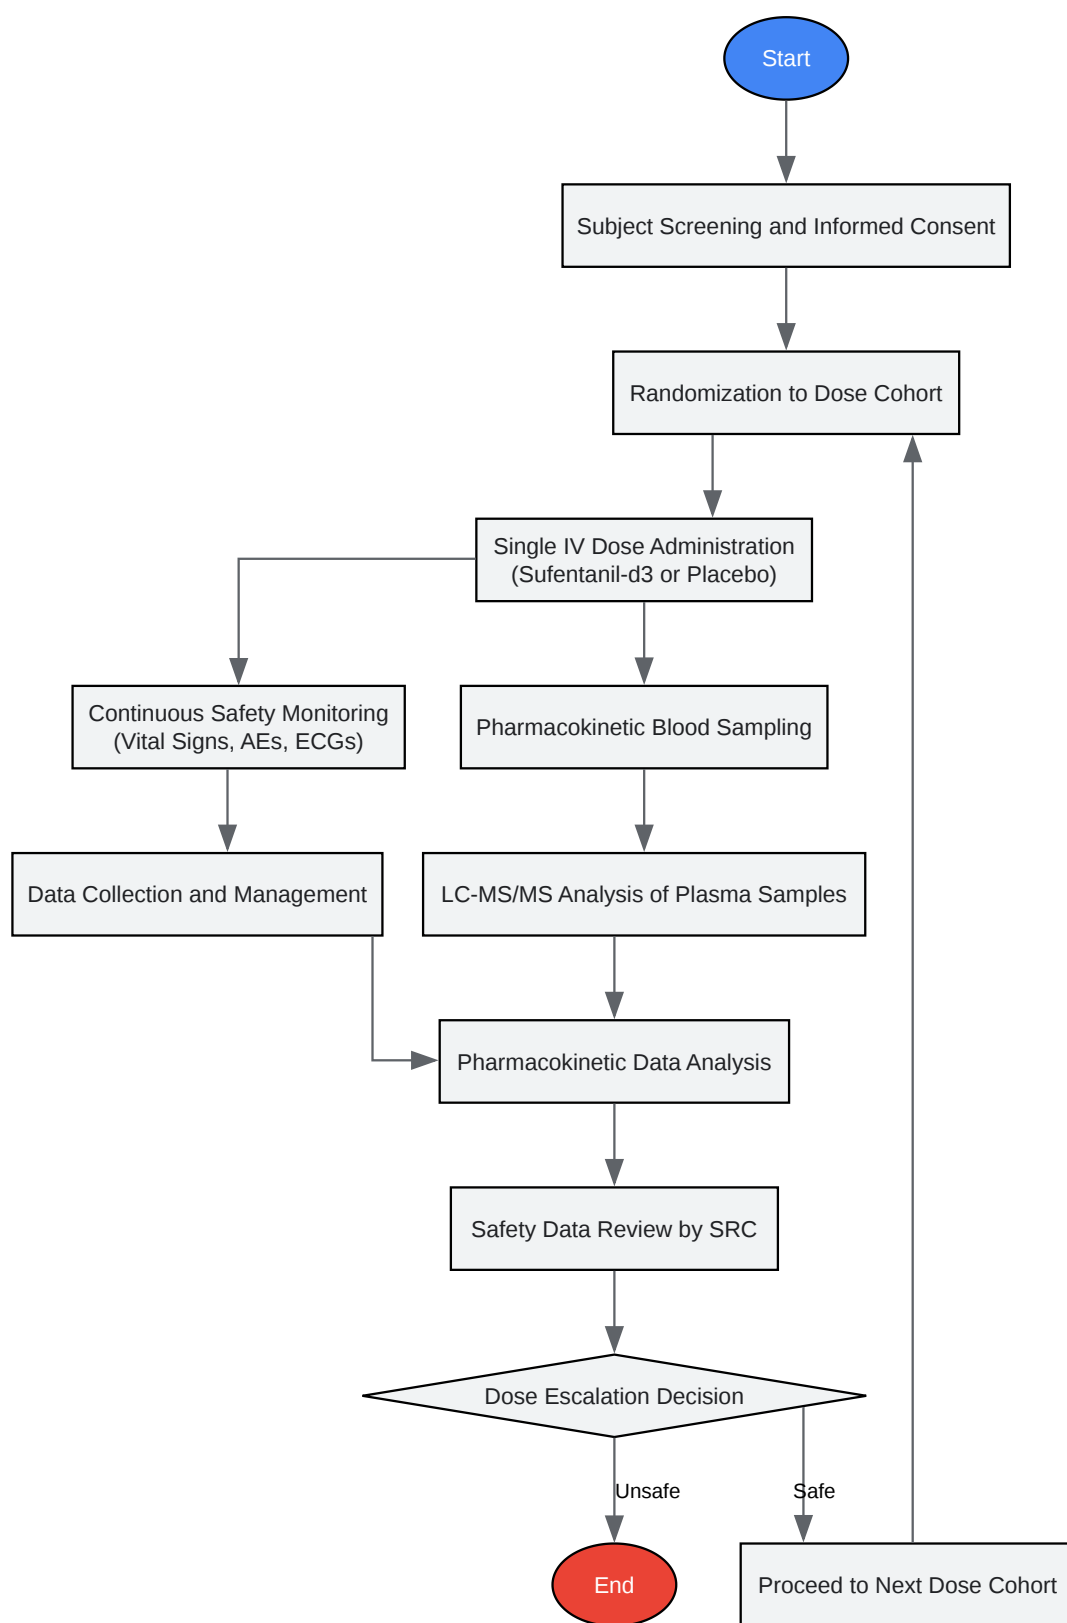 Start
Subject Screening and Informed Consent
Randomization to Dose Cohort
Single IV Dose Administration
(Sufentanil-d3 or Placebo)
Continuous Safety Monitoring
(Vital Signs, AEs, ECGs)
Pharmacokinetic Blood Sampling
Data Collection and Management
LC-MS/MS Analysis of Plasma Samples
Pharmacokinetic Data Analysis
Safety Data Review by SRC
Dose Escalation Decision
Unsafe
Safe
End
Proceed to Next Dose Cohort